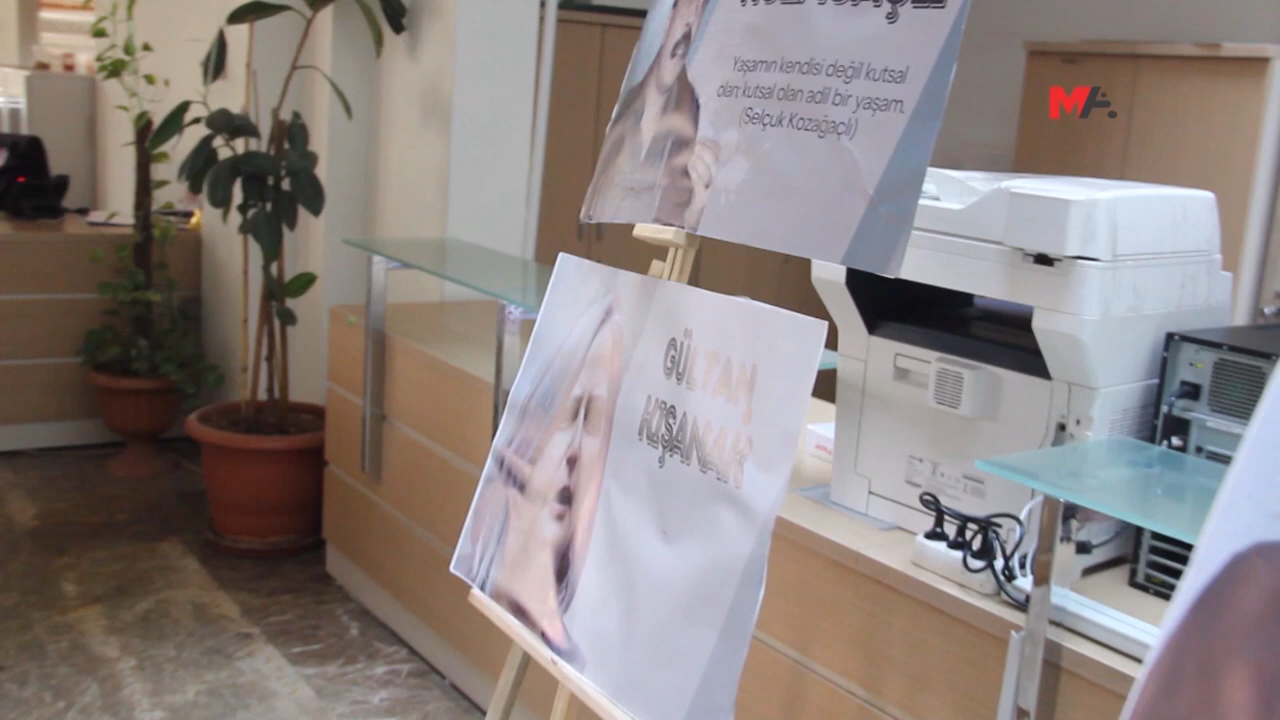 Yaşamın kendisi değil kutsal
olan; kutsal olan adil bir yaşam.
(Selçuk Kozağaçlı)
MA.
GÜLTAN
KIŞANAK